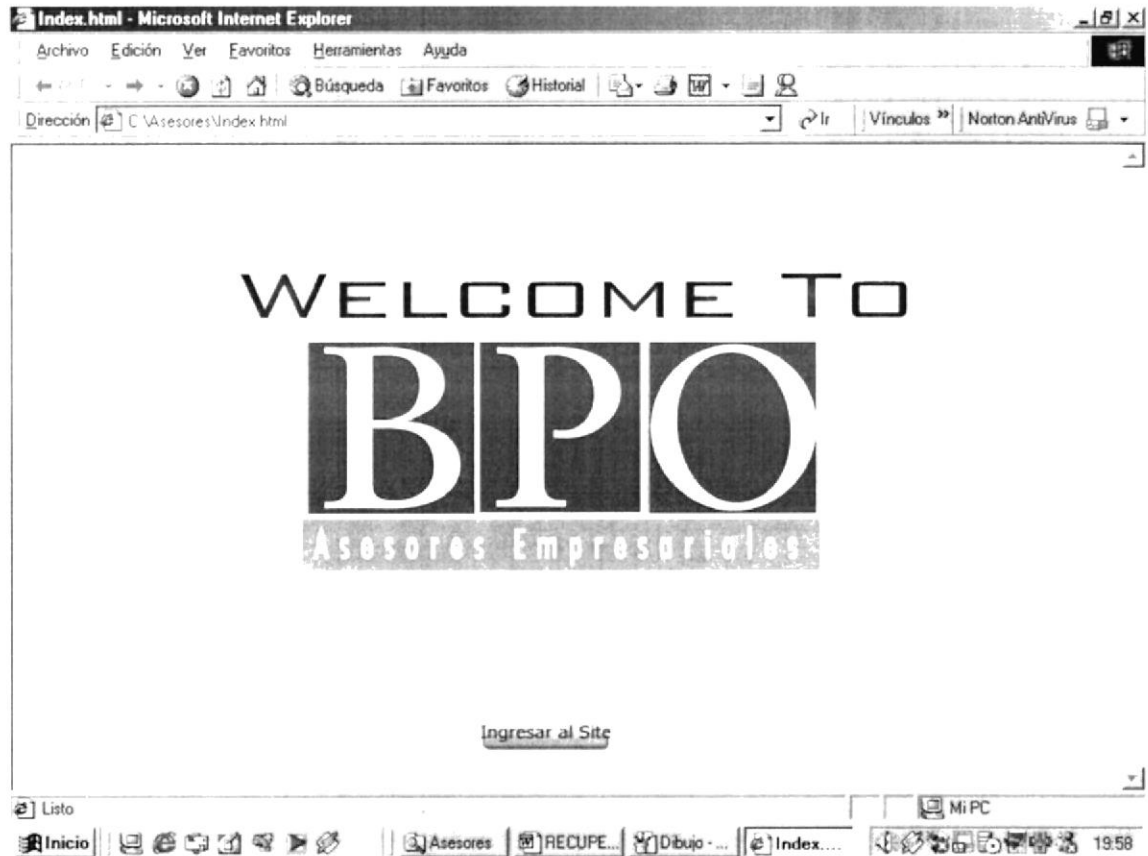 Index.html - Microsoft Internet Explorer
Archivo Edición Ver Favoritos Herramientas Ayuda
Búsqueda Favoritos Historial
Dirección C:\Asesores\Index.html Ir Vínculos » Norton AntiVirus
WELCOME TO
BPO
Asesores Empresariales
Ingresar al Site
Listo Mi PC
Inicio Asesores RECUPE... Dibujo - ... Index.... 19:58